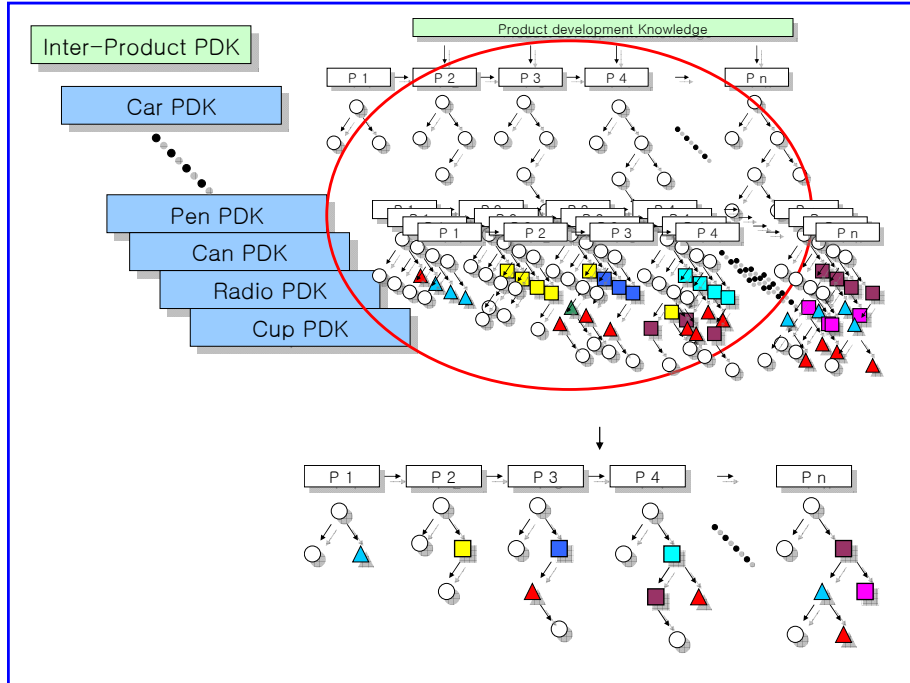 Product development Knowledge
Inter-Product PDK
P 1
P 2
P 3
P 4
P n
Car PDK
Pen PDK
Can PDK
Radio PDK
Cup PDK
P 1
P 2
P 3
P 4
P n
P 1
P 2
P 3
P 4
P n